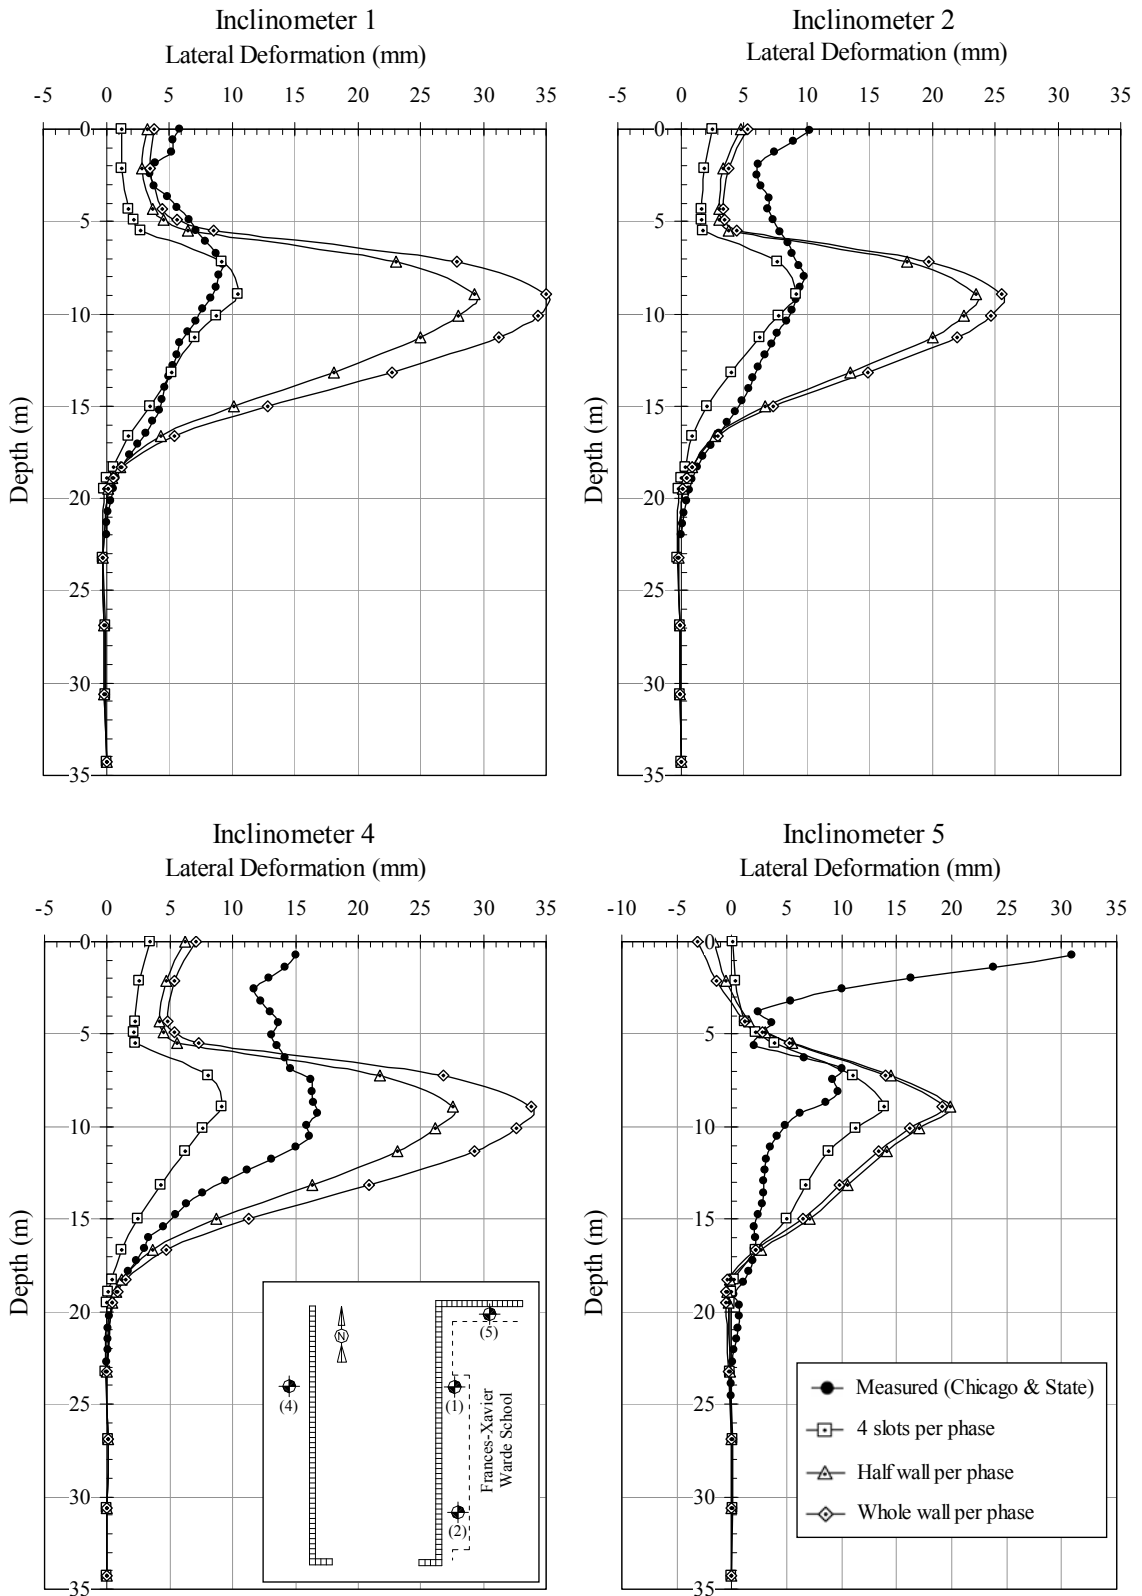 Inclinometer 1
Lateral Deformation (mm)
-5 0 5 10 15 20 25 30 35
0
5
10
15
20
25
30
35
Depth (m)
Inclinometer 2
Lateral Deformation (mm)
-5 0 5 10 15 20 25 30 35
0
5
10
15
20
25
30
35
Depth (m)
Inclinometer 4
Lateral Deformation (mm)
-5 0 5 10 15 20 25 30 35
0
5
10
15
20
25
30
35
Depth (m)
N
(5)
(4)
(1)
(2)
Frances-Xavier
Warde School
Inclinometer 5
Lateral Deformation (mm)
-10 -5 0 5 10 15 20 25 30 35
0
5
10
15
20
25
30
35
Depth (m)
Measured (Chicago & State)
4 slots per phase
Half wall per phase
Whole wall per phase